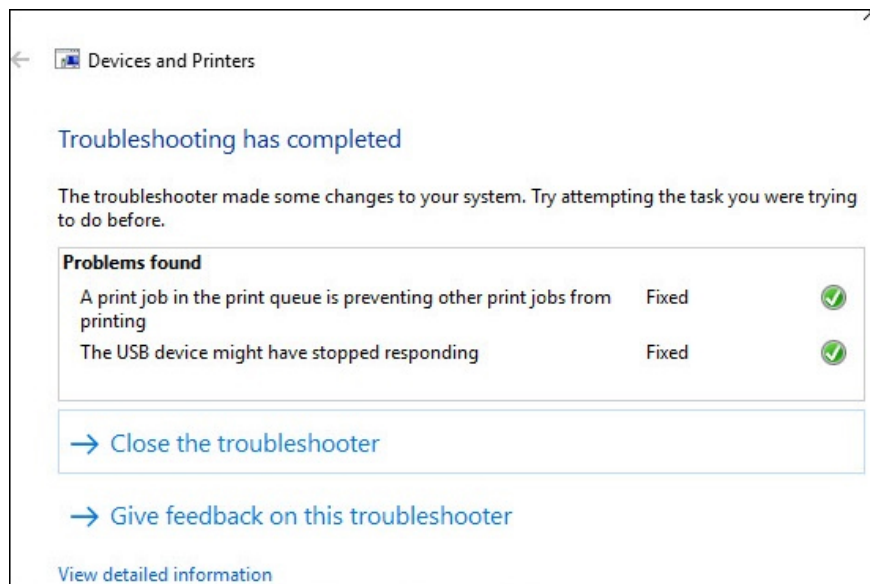 Devices and Printers
Troubleshooting has completed
The troubleshooter made some changes to your system. Try attempting the task you were trying
to do before.
Problems found
A print job in the print queue is preventing other print jobs from Fixed
printing
The USB device might have stopped responding Fixed
Close the troubleshooter
Give feedback on this troubleshooter
View detailed information